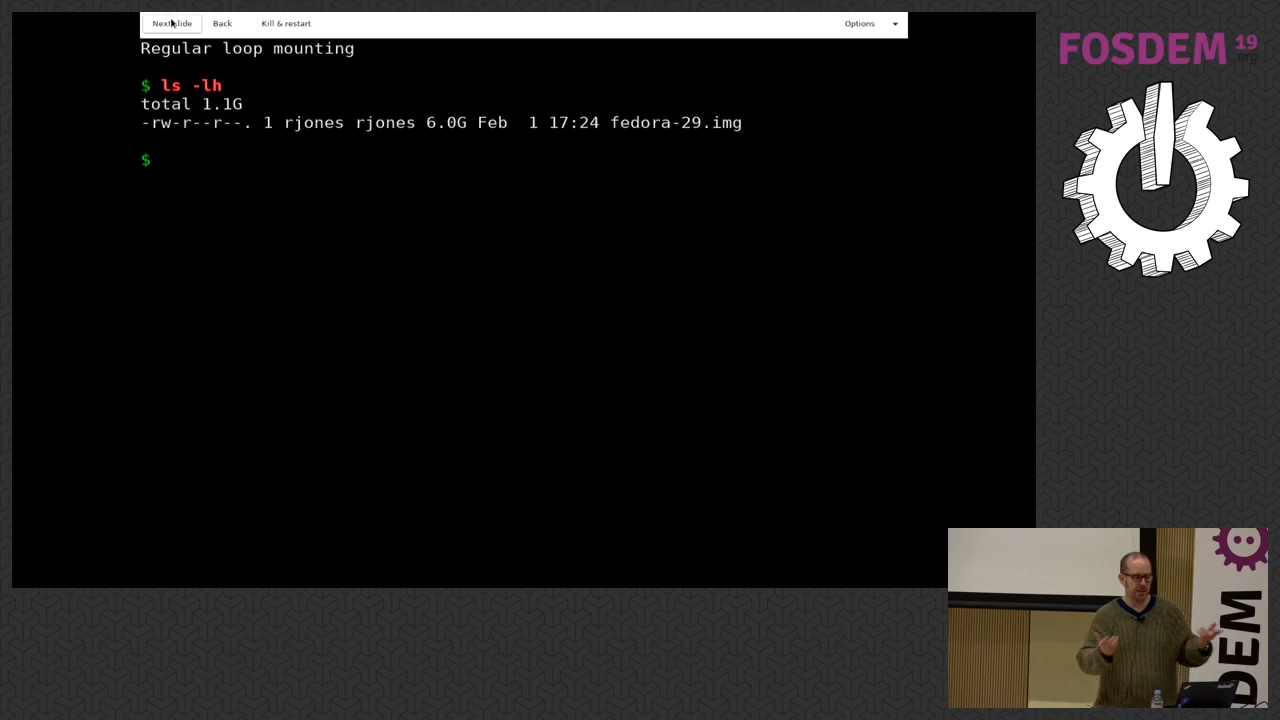 Next slide
Back
Kill & restart
Options
Regular loop mounting
$ ls -lh
total 1.1G
-rw-r--r--. 1 rjones rjones 6.0G Feb  1 17:24 fedora-29.img
$
FOSDEM 19
.org
DEM